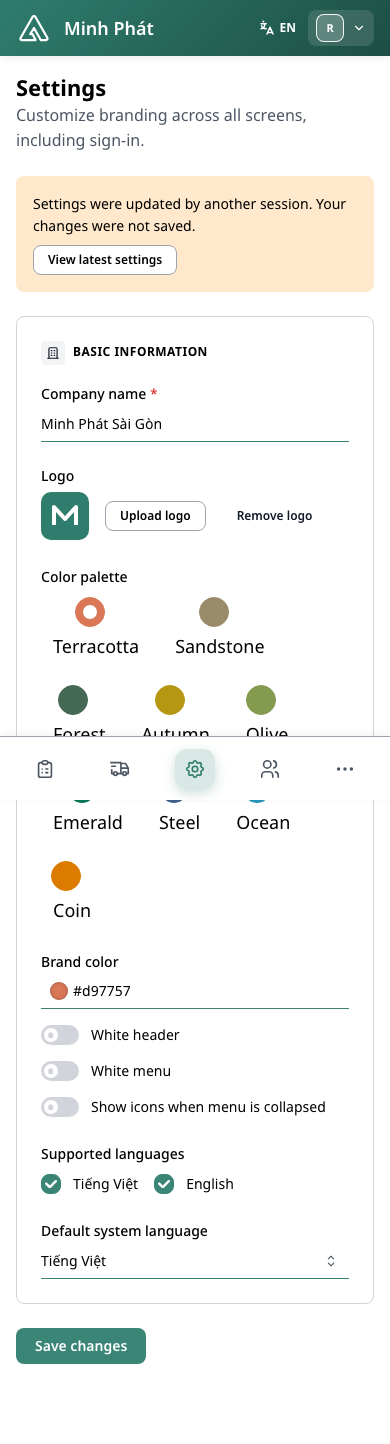 Minh Phát
EN
R
Settings
Customize branding across all screens,
including sign-in.
Settings were updated by another session. Your
changes were not saved.
View latest settings
BASIC INFORMATION
Company name *
Minh Phát Sài Gòn
Logo
Upload logo
Remove logo
Color palette
Terracotta
Sandstone
Forest
Autumn
Olive
Emerald
Steel
Ocean
Coin
Brand color
#d97757
White header
White menu
Show icons when menu is collapsed
Supported languages
Tiếng Việt
English
Default system language
Tiếng Việt
Save changes